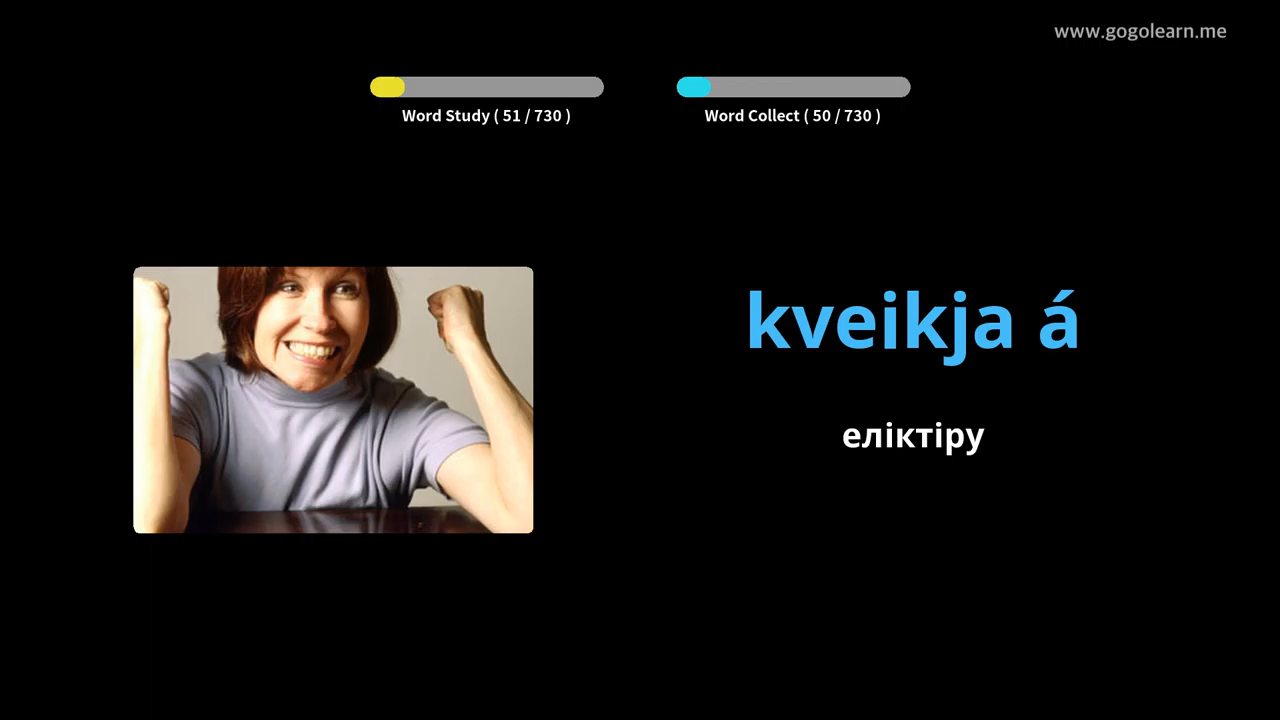 www.gogolearn.me
Word Study ( 51 / 730 )
Word Collect ( 50 / 730 )
kveikja á
еліктіру